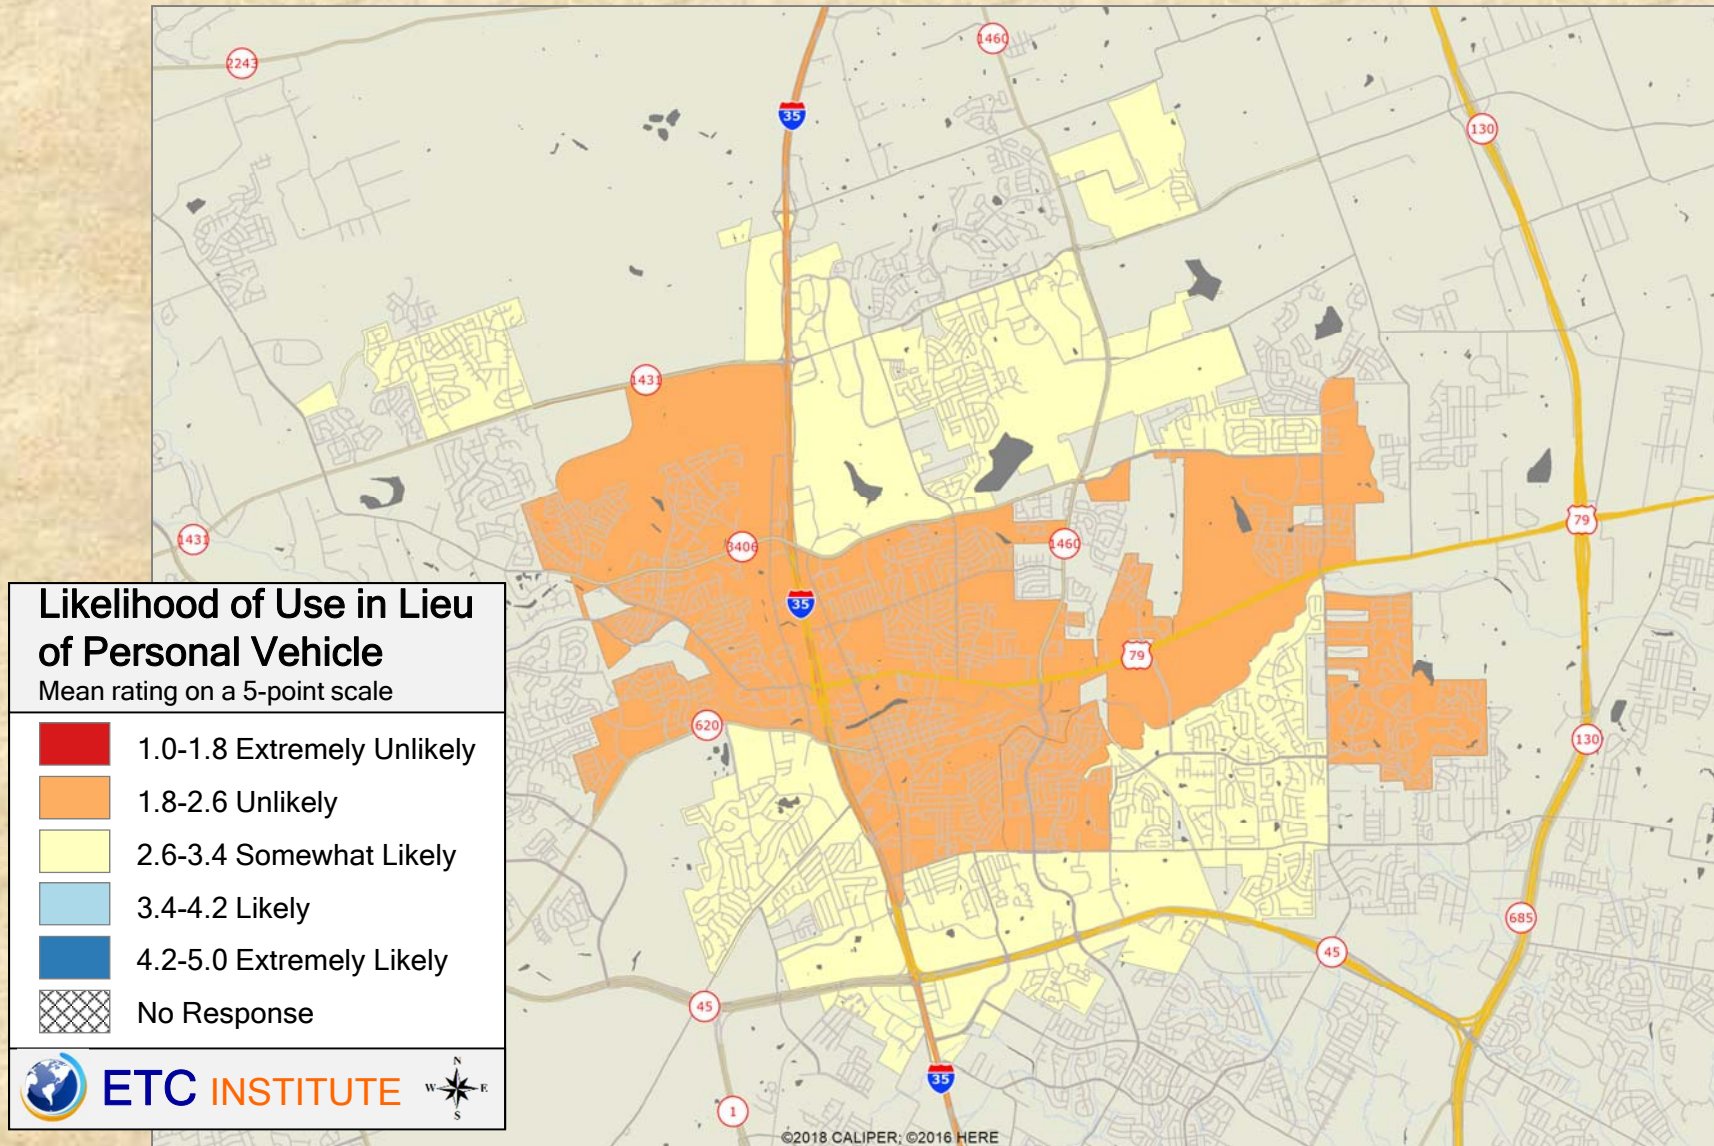 2243
1460
35
130
1431
1431
3406
1460
79
35
79
620
130
685
45
45
35
1
Likelihood of Use in Lieu
of Personal Vehicle
Mean rating on a 5-point scale
1.0-1.8 Extremely Unlikely
1.8-2.6 Unlikely
2.6-3.4 Somewhat Likely
3.4-4.2 Likely
4.2-5.0 Extremely Likely
No Response
ETC INSTITUTE
N
W E
S
©2018 CALIPER; ©2016 HERE